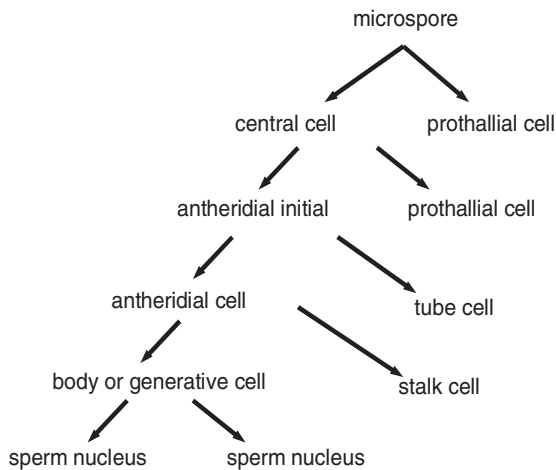 microspore
central cell
prothallial cell
antheridial initial
prothallial cell
antheridial cell
tube cell
body or generative cell
stalk cell
sperm nucleus
sperm nucleus